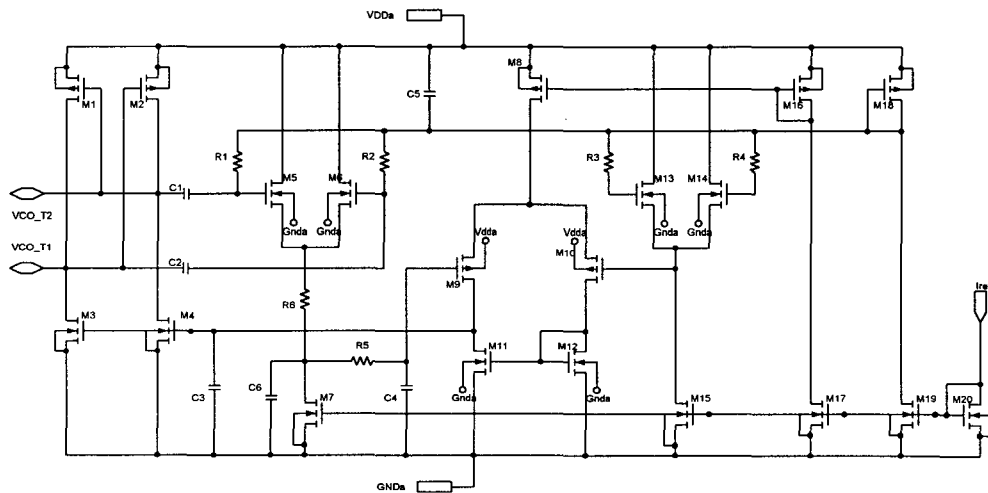 VDDa
M8
M1
M2
C5
M16
M18
R1
R2
R3
R4
M5
M6
M13
M14
C1
VCO_T2
Gnda
Gnda
Gnda
Gnda
VCO_T1
C2
Vdda
Vdda
M10
M9
R6
Ire
M3
M4
R5
M11
M12
C3
C6
C4
Gnda
Gnda
M7
M15
M17
M19
M20
GNDa